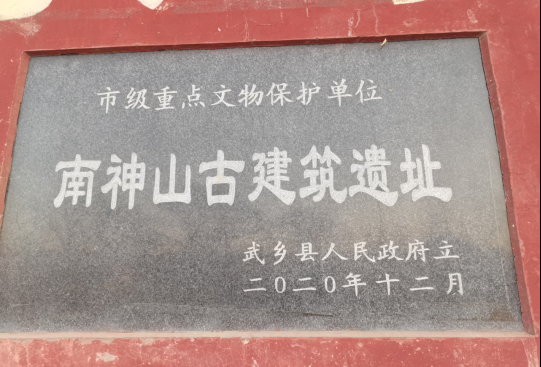 市级重点文物保护单位
南神山古建筑遗址
武乡县人民政府立
二〇二〇年十二月